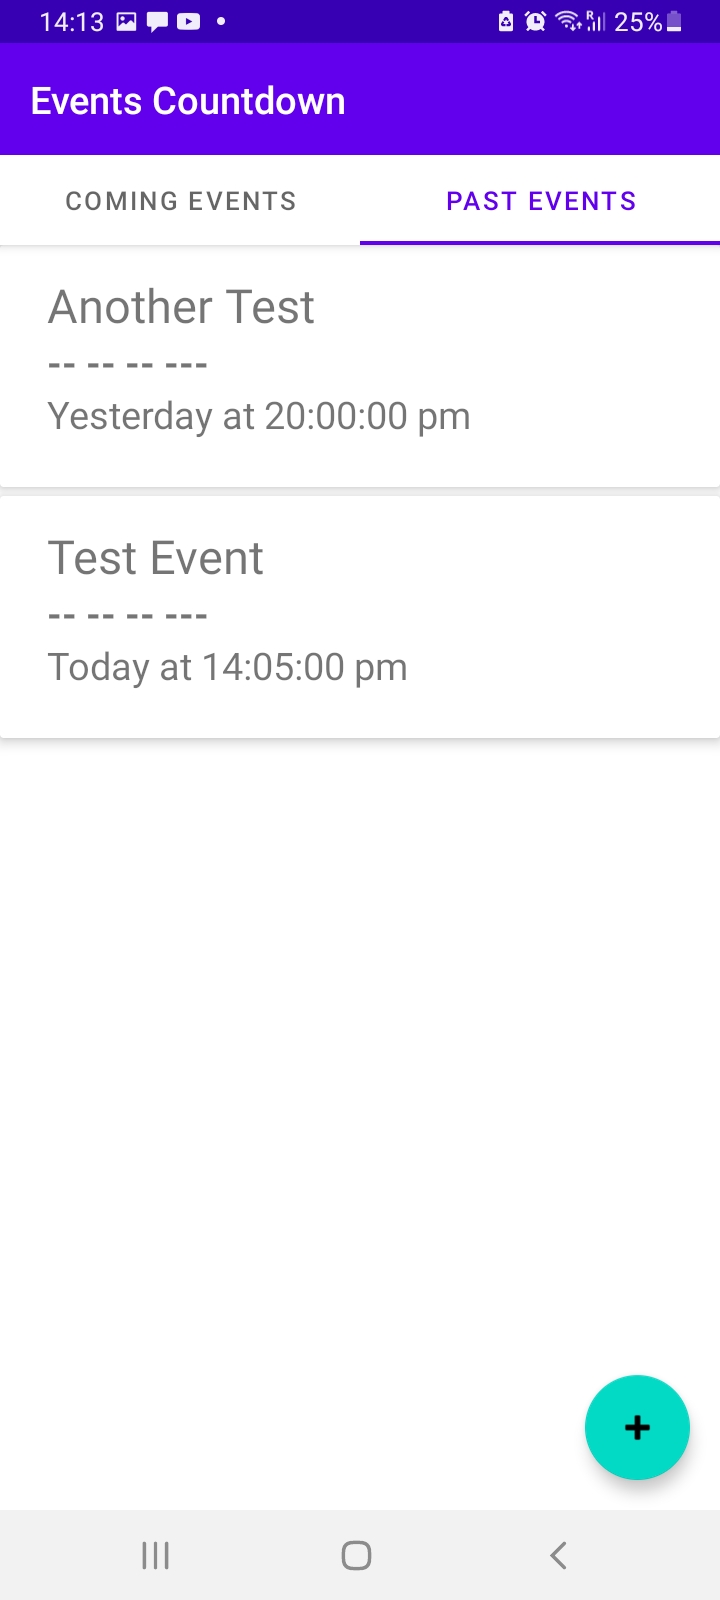 14:13 25%
Events Countdown
COMING EVENTS PAST EVENTS
Another Test
-- -- -- ---
Yesterday at 20:00:00 pm
Test Event
-- -- -- ---
Today at 14:05:00 pm